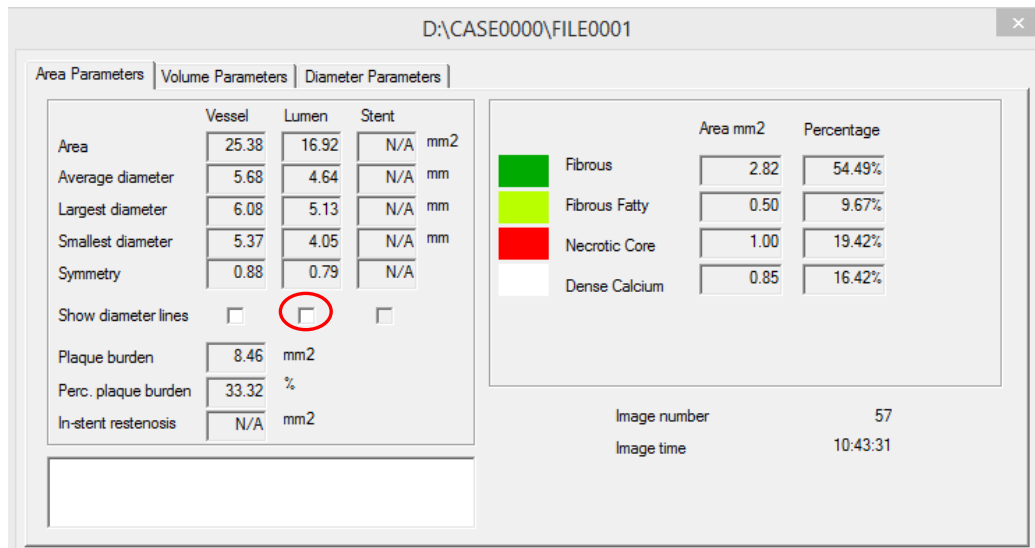 D:\CASE0000\FILE0001
Area Parameters Volume Parameters Diameter Parameters
Vessel Lumen Stent
Area 25.38 16.92 N/A mm2
Average diameter 5.68 4.64 N/A mm
Largest diameter 6.08 5.13 N/A mm
Smallest diameter 5.37 4.05 N/A mm
Symmetry 0.88 0.79 N/A
Show diameter lines
Plaque burden 8.46 mm2
Perc. plaque burden 33.32 %
In-stent restenosis N/A mm2
Area mm2 Percentage
Fibrous 2.82 54.49%
Fibrous Fatty 0.50 9.67%
Necrotic Core 1.00 19.42%
Dense Calcium 0.85 16.42%
Image number 57
Image time 10:43:31